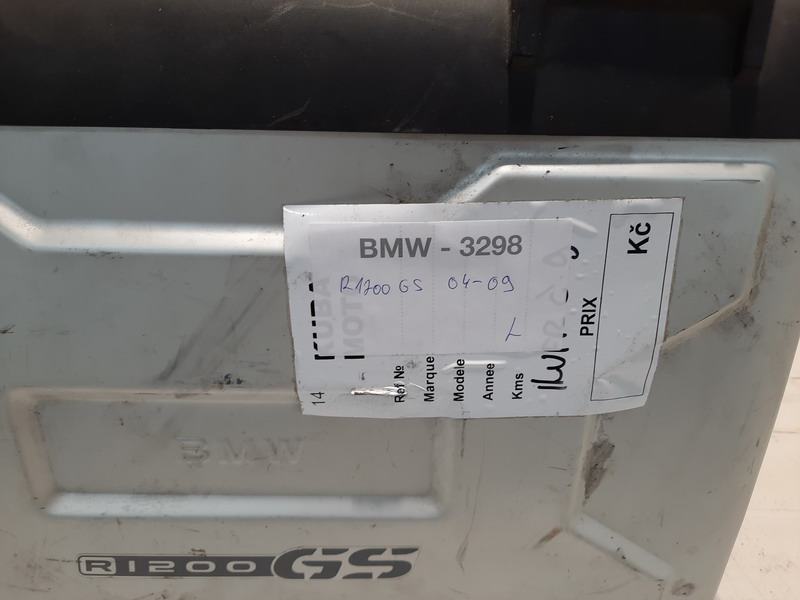 BMW - 3298
R1200 GS 04-09
L
14
Ref №
Marque
Modele
Annee
Kms
PRIX
Kč
BMW
R1200GS